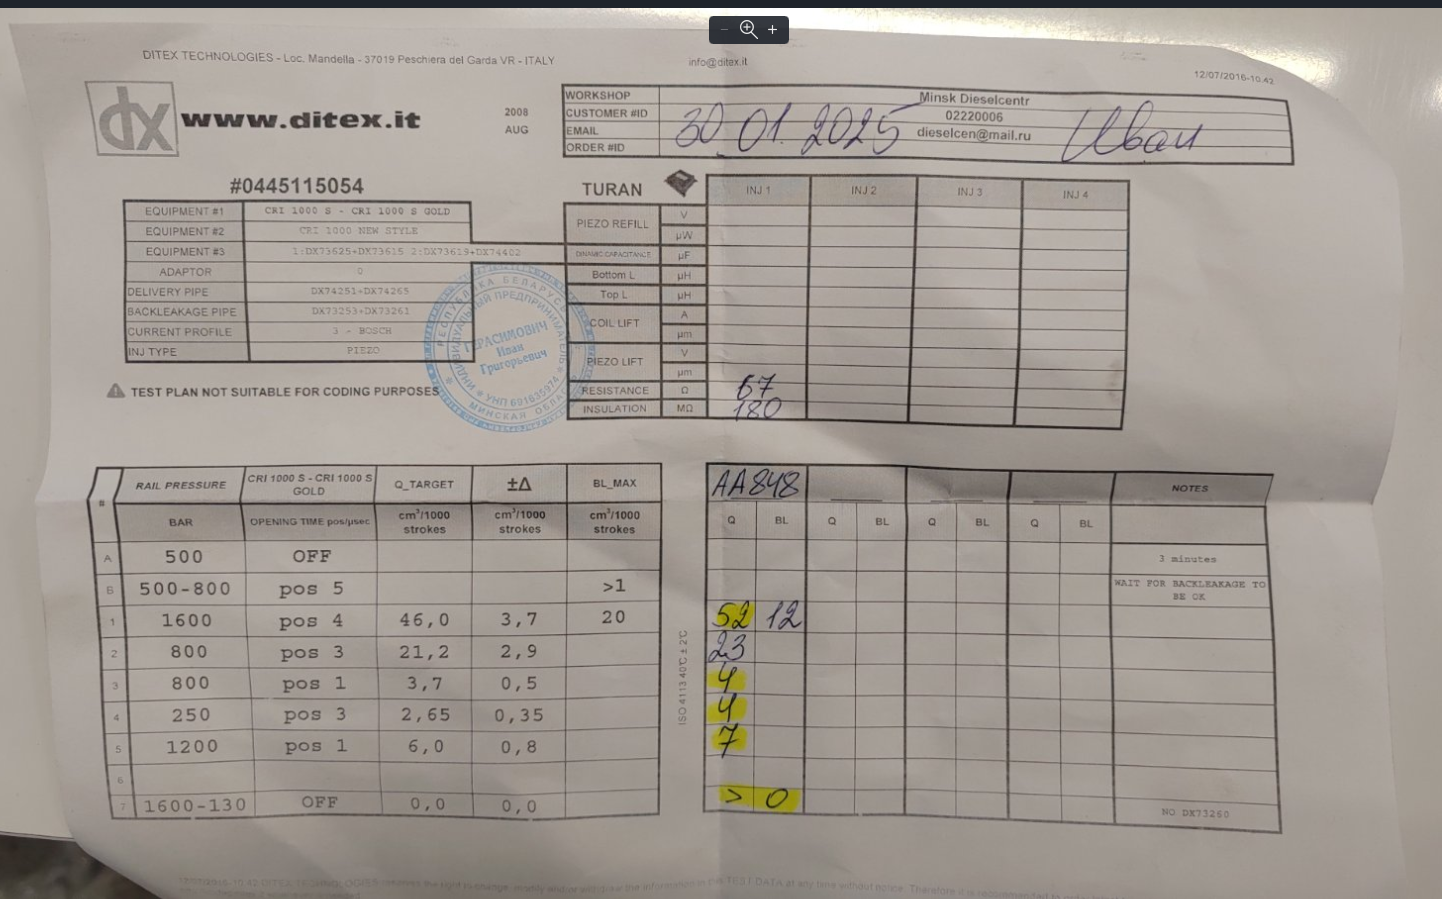 DITEX TECHNOLOGIES - Loc. Mandella - 37019 Peschiera del Garda VR - ITALY
info@ditex.it
12/07/2016-10.42
dx www.ditex.it
2008
AUG
WORKSHOP Minsk Dieselcentr
CUSTOMER #ID 02220006
EMAIL dieselcen@mail.ru
ORDER #ID
30 01. 2025 Иван
#0445115054
EQUIPMENT #1 CRI 1000 S - CRI 1000 S GOLD
EQUIPMENT #2 CRI 1000 NEW STYLE
EQUIPMENT #3 1:DX73625+DX73615 2:DX73619+DX74402
ADAPTOR 0
DELIVERY PIPE DX74251+DX74265
BACKLEAKAGE PIPE DX73253+DX73261
CURRENT PROFILE 3 - BOSCH
INJ TYPE PIEZO
TEST PLAN NOT SUITABLE FOR CODING PURPOSES
РЕСПУБЛИКА БЕЛАРУСЬ
ИНДИВИДУАЛЬНЫЙ ПРЕДПРИНИМАТЕЛЬ
ГЕРАСИМОВИЧ
Иван
Григорьевич
УНП 691635974
МИНСКАЯ ОБЛА
TURAN INJ 1 INJ 2 INJ 3 INJ 4
PIEZO REFILL V
µW
DINAMIC CAPACITANCE µF
Bottom L µH
Top L µH
COIL LIFT A
µm
PIEZO LIFT V
µm
RESISTANCE Ω 67
INSULATION MΩ 180
# RAIL PRESSURE CRI 1000 S - CRI 1000 S GOLD Q_TARGET ±Δ BL_MAX AA848 NOTES
BAR OPENING TIME pos/µsec cm³/1000 strokes cm³/1000 strokes cm³/1000 strokes Q BL Q BL Q BL Q BL
A 500 OFF 3 minutes
B 500-800 pos 5 >1 WAIT FOR BACKLEAKAGE TO BE OK
1 1600 pos 4 46,0 3,7 20 52 12
2 800 pos 3 21,2 2,9 23
3 800 pos 1 3,7 0,5 4
4 250 pos 3 2,65 0,35 4
5 1200 pos 1 6,0 0,8 7
6
7 1600-130 OFF 0,0 0,0 > 0 NO DX73260
ISO 4113 40°C ± 2°C